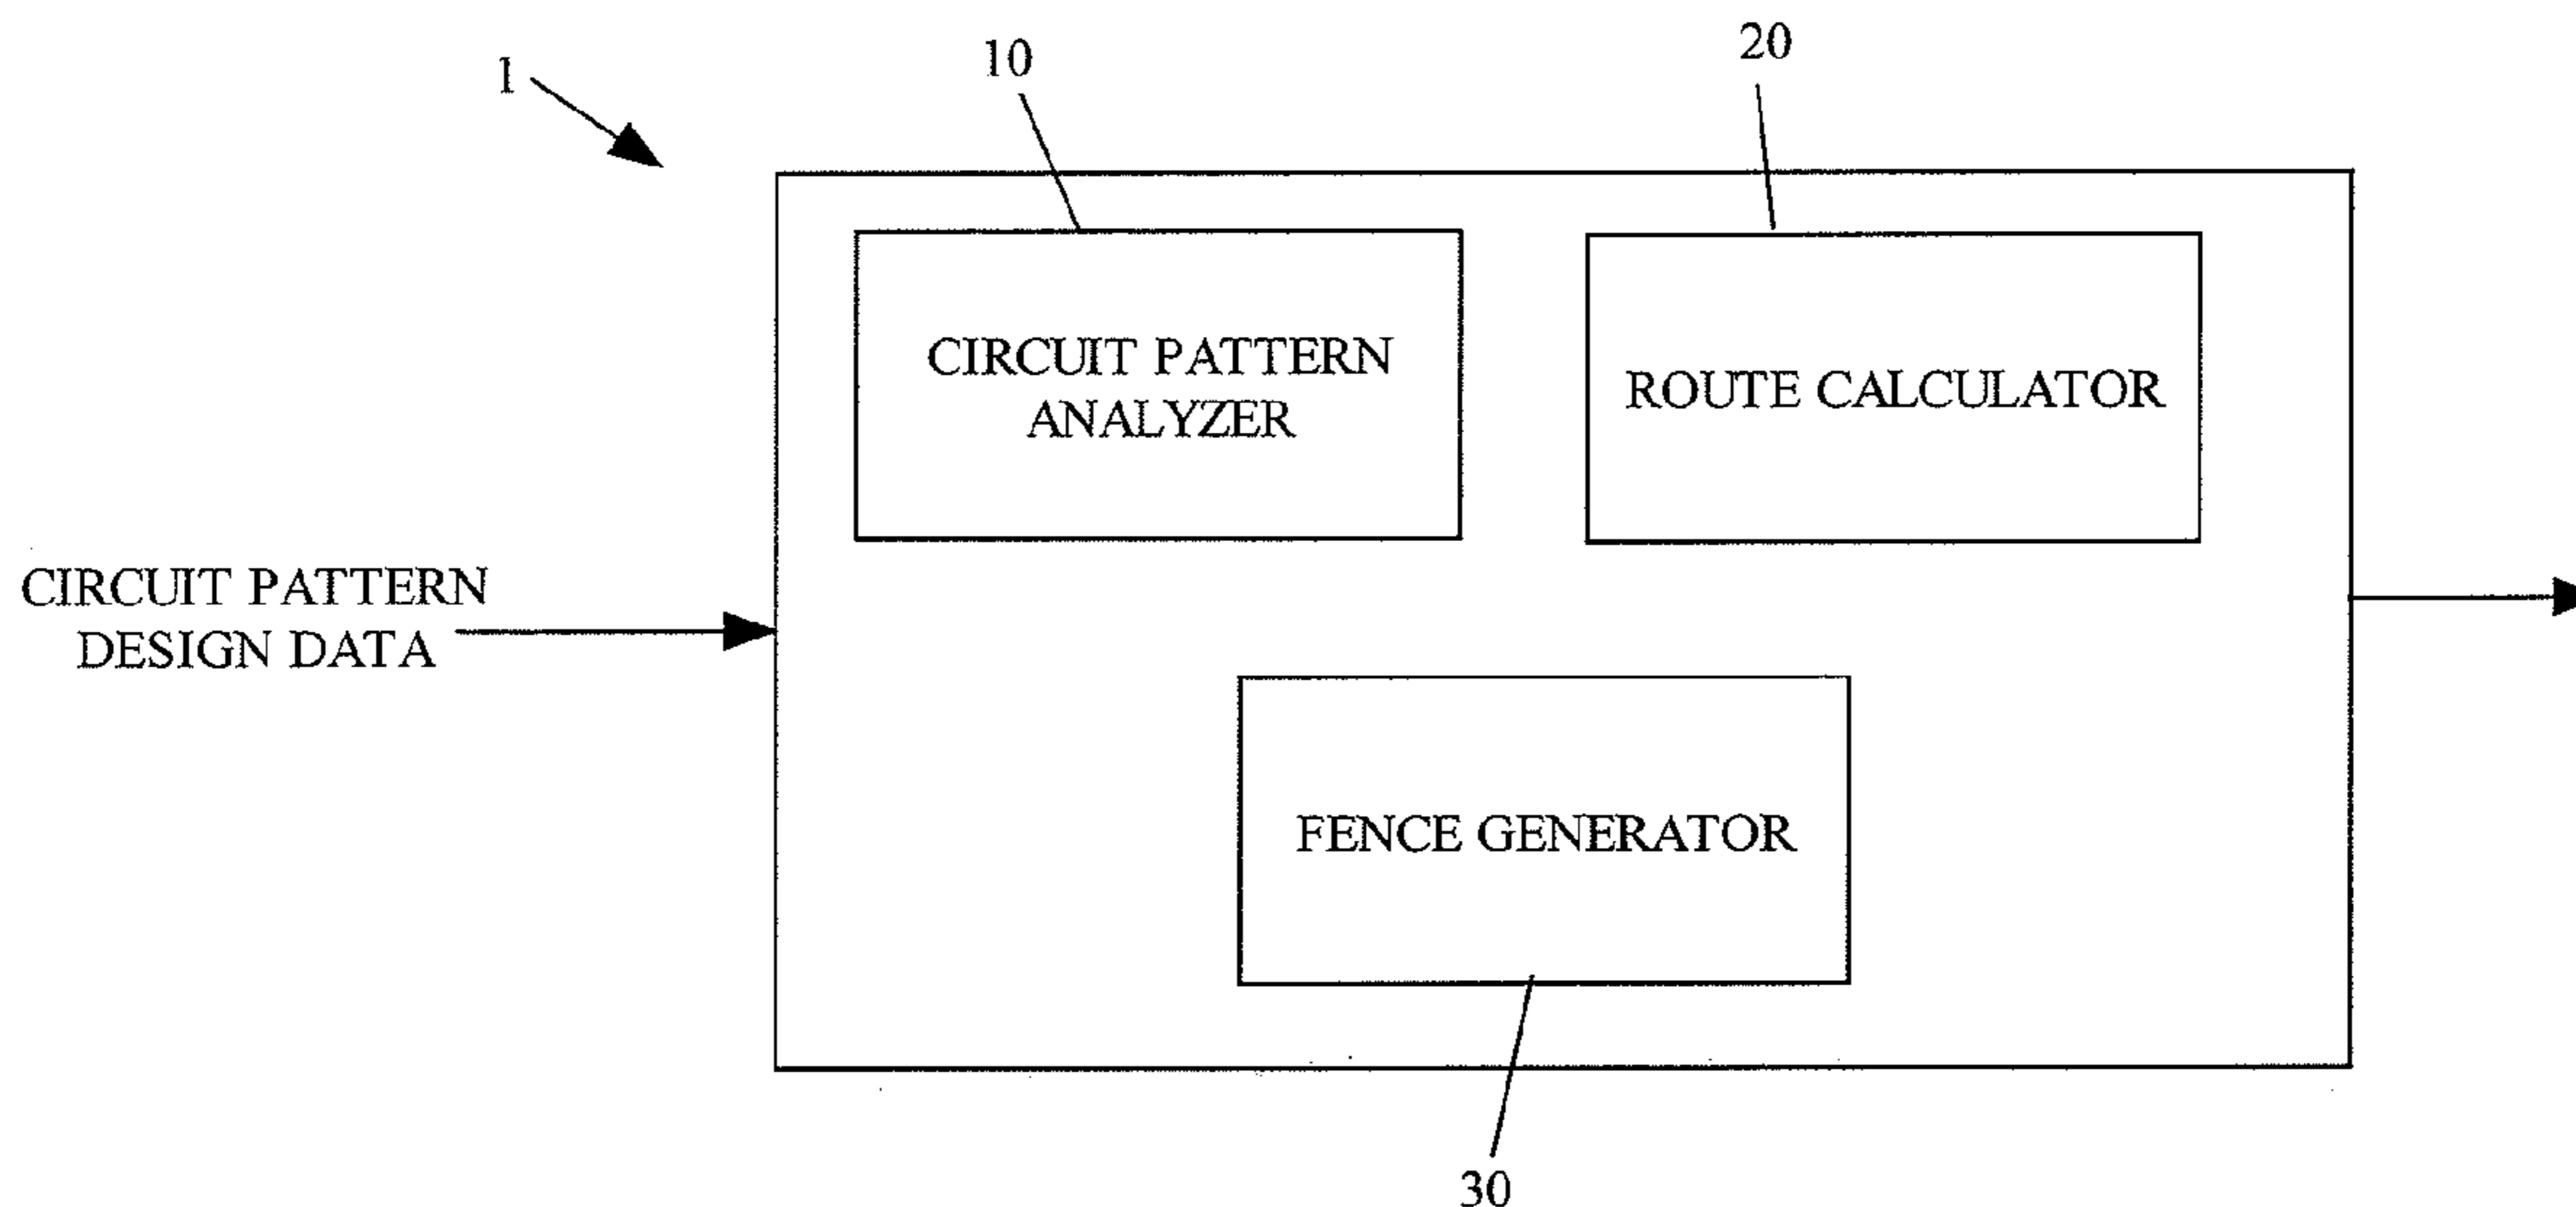 1
10
20
CIRCUIT PATTERN
ANALYZER
ROUTE CALCULATOR
CIRCUIT PATTERN
DESIGN DATA
FENCE GENERATOR
30